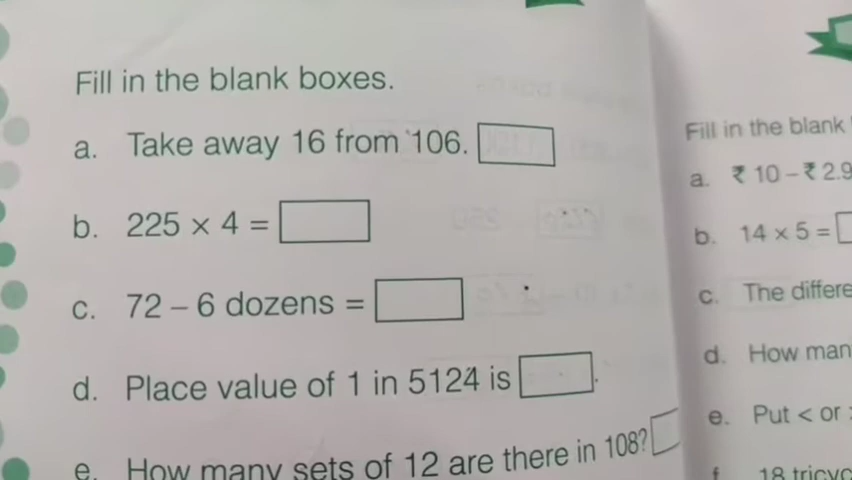 Fill in the blank boxes.
a. Take away 16 from 106.
b. 225 × 4 =
c. 72 – 6 dozens =
d. Place value of 1 in 5124 is .
e. How many sets of 12 are there in 108?
Fill in the blank
a. ₹ 10 – ₹ 2.9
b. 14 × 5 =
c. The differe
d. How man
e. Put < or
f 18 tricyc